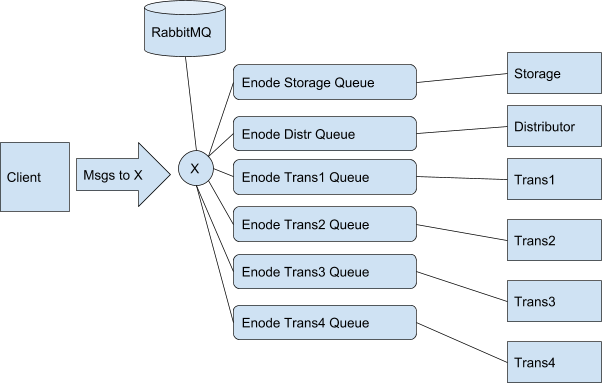 RabbitMQ
Enode Storage Queue
Storage
Enode Distr Queue
Distributor
Client
Msgs to X
X
Enode Trans1 Queue
Trans1
Enode Trans2 Queue
Trans2
Enode Trans3 Queue
Trans3
Enode Trans4 Queue
Trans4